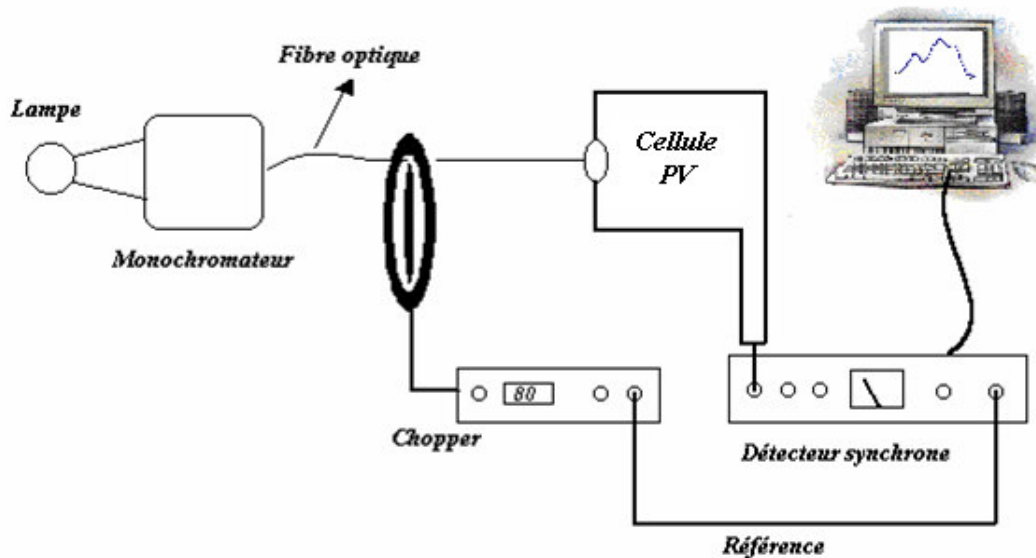 Fibre optique
Lampe
Cellule
PV
Monochromateur
80
Chopper
Détecteur synchrone
Référence